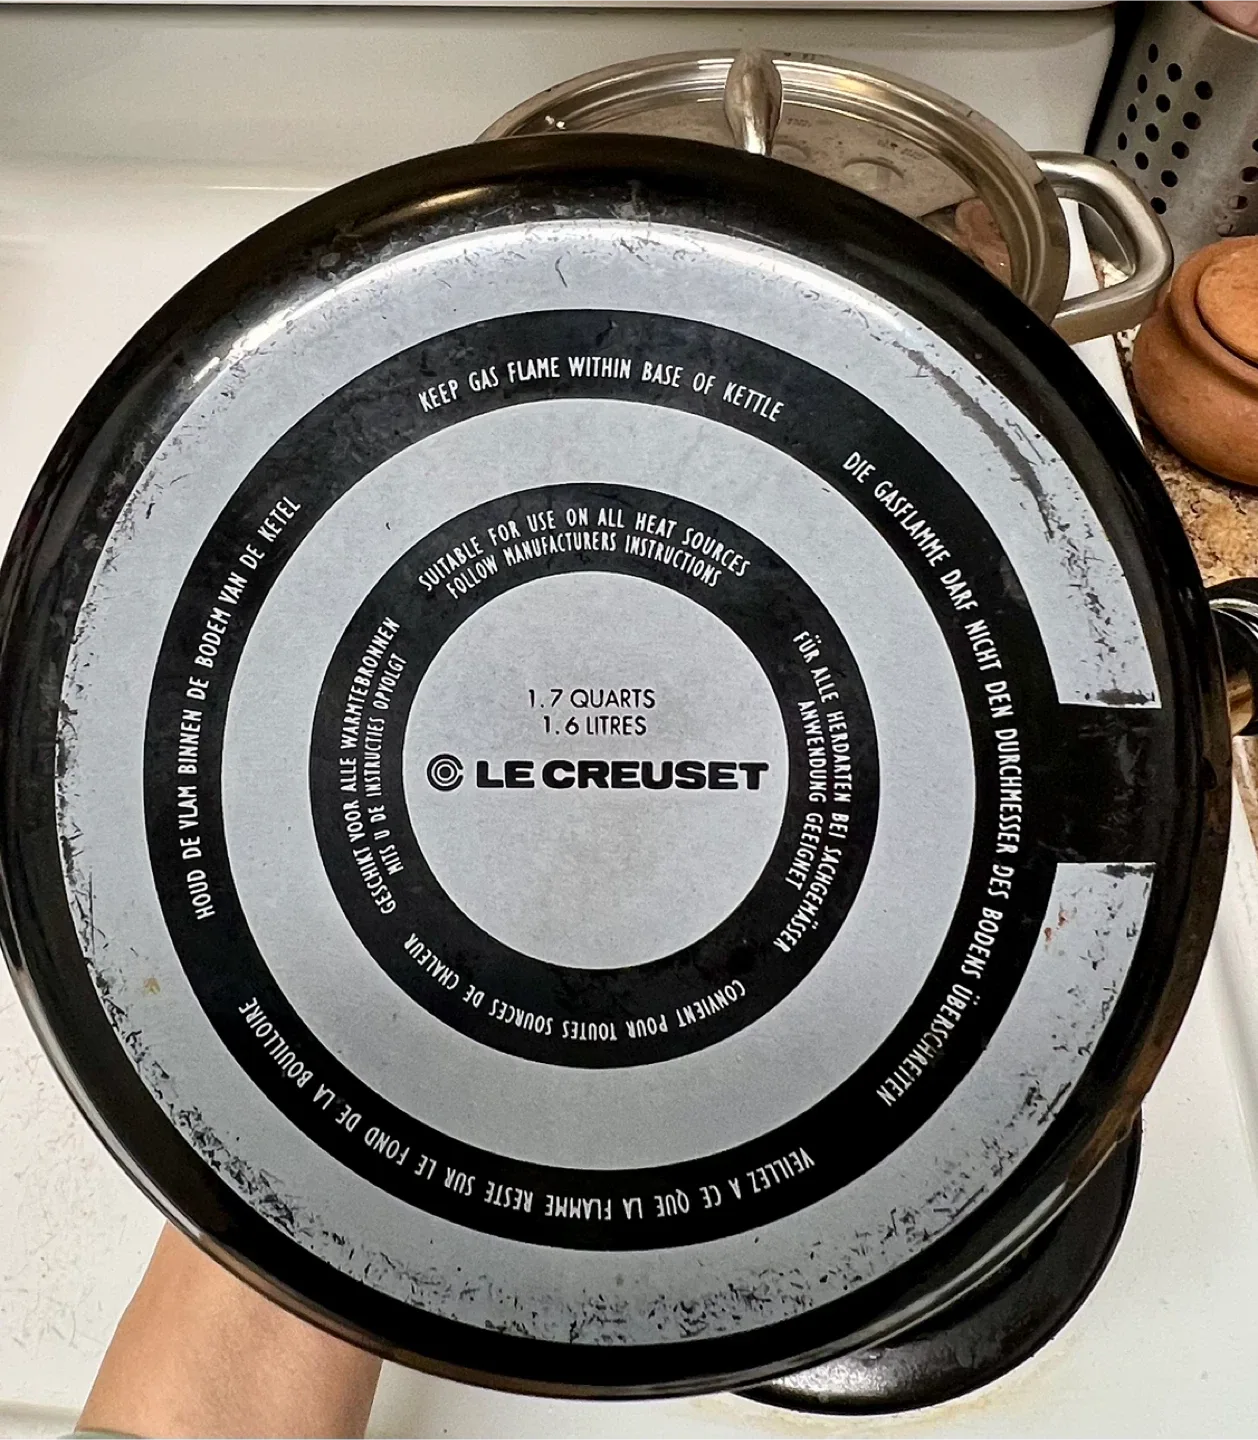 KEEP GAS FLAME WITHIN BASE OF KETTLE
DIE GASFLAMME DARF NICHT DEN DURCHMESSER DES BODENS ÜBERSCHREITEN
VEILLEZ A CE QUE LA FLAMME RESTE SUR LE FOND DE LA BOUILLOIRE
HOUD DE VLAM BINNEN DE BODEM VAN DE KETEL
SUITABLE FOR USE ON ALL HEAT SOURCES
FOLLOW MANUFACTURERS INSTRUCTIONS
FÜR ALLE HERDARTEN BEI SACHGEMÄSSER
ANWENDUNG GEEIGNET
CONVIENT POUR TOUTES SOURCES DE CHALEUR
GESCHIKT VOOR ALLE WARMTEBRONNEN
MITS U DE INSTRUCTIES OPVOLGT
1.7 QUARTS
1.6 LITRES
LE CREUSET